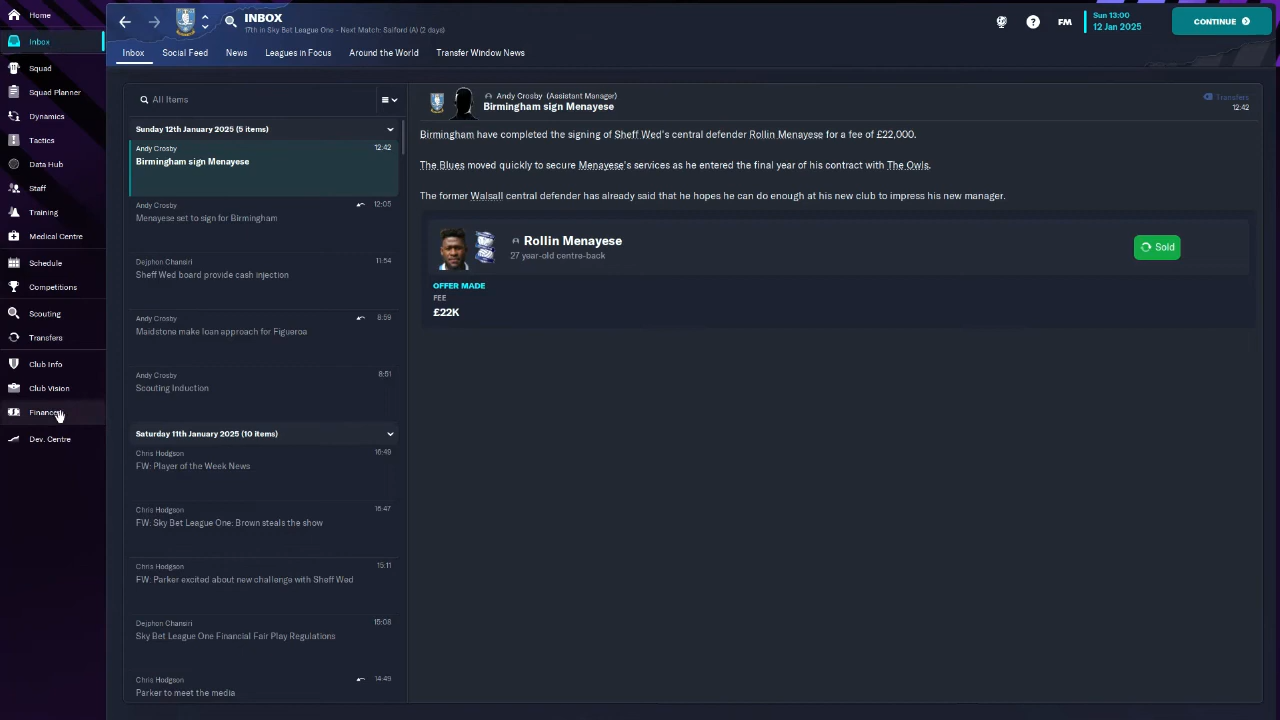 Home
Inbox
Squad
Squad Planner
Dynamics
Tactics
Data Hub
Staff
Training
Medical Centre
Schedule
Competitions
Scouting
Transfers
Club Info
Club Vision
Finances
Dev. Centre
INBOX
17th in Sky Bet League One - Next Match: Salford (A) (2 days)
FM
Sun 13:00
12 Jan 2025
CONTINUE
Inbox
Social Feed
News
Leagues in Focus
Around the World
Transfer Window News
All Items
Sunday 12th January 2025 (5 items)
Andy Crosby 12:42
Birmingham sign Menayese
Andy Crosby 12:05
Menayese set to sign for Birmingham
Dejphon Chansiri 11:54
Sheff Wed board provide cash injection
Andy Crosby 8:59
Maidstone make loan approach for Figueroa
Andy Crosby 8:51
Scouting Induction
Saturday 11th January 2025 (10 items)
Chris Hodgson 16:49
FW: Player of the Week News
Chris Hodgson 16:47
FW: Sky Bet League One: Brown steals the show
Chris Hodgson 15:11
FW: Parker excited about new challenge with Sheff Wed
Dejphon Chansiri 15:08
Sky Bet League One Financial Fair Play Regulations
Chris Hodgson 14:49
Parker to meet the media
Andy Crosby (Assistant Manager)
Birmingham sign Menayese
Transfers
12:42
Birmingham have completed the signing of Sheff Wed's central defender Rollin Menayese for a fee of £22,000.
The Blues moved quickly to secure Menayese's services as he entered the final year of his contract with The Owls.
The former Walsall central defender has already said that he hopes he can do enough at his new club to impress his new manager.
Rollin Menayese
27 year-old centre-back
Sold
OFFER MADE
FEE
£22K